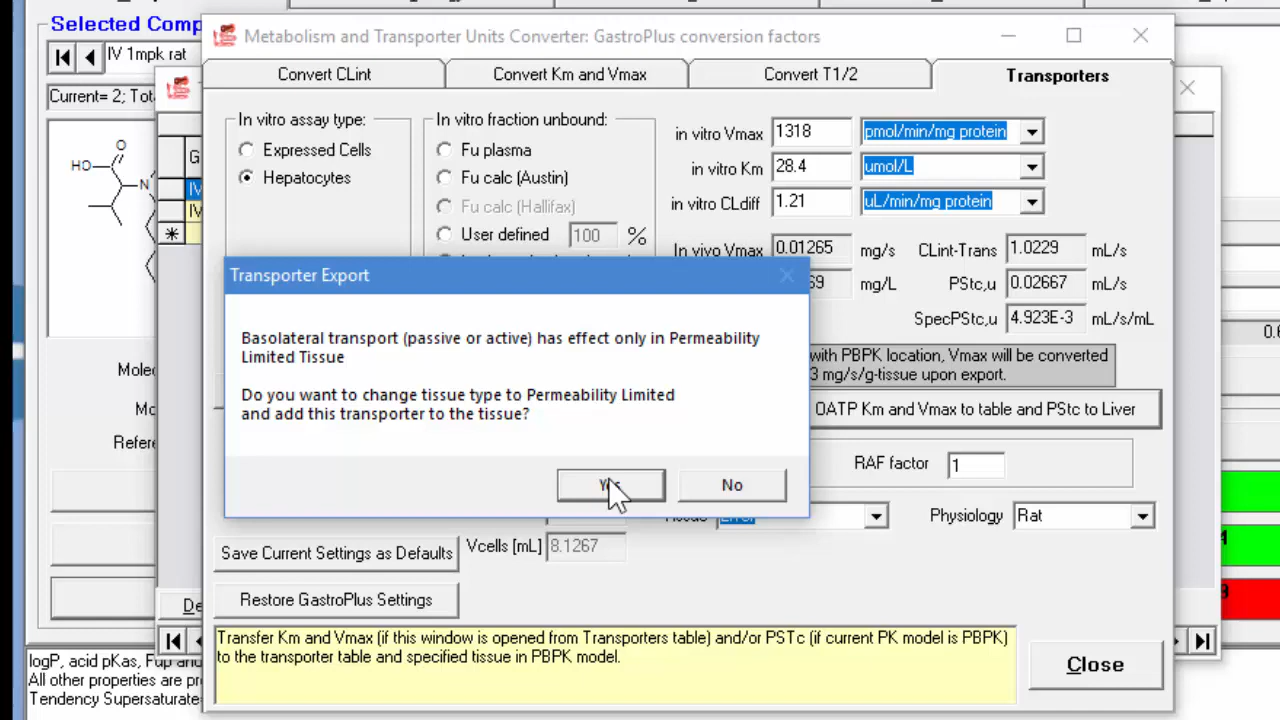 Selected Comp
IV 1mpk rat
Current= 2; Tot
HO
O
N
Molec
Mo
Refere
logP, acid pKas, Fup and
All other properties are pr
Tendency Supersaturate
G
IV
IV
*
Metabolism and Transporter Units Converter: GastroPlus conversion factors
Convert CLint
Convert Km and Vmax
Convert T1/2
Transporters
In vitro assay type:
Expressed Cells
Hepatocytes
In vitro fraction unbound:
Fu plasma
Fu calc (Austin)
Fu calc (Hallifax)
User defined 100 %
in vitro Vmax 1318 pmol/min/mg protein
in vitro Km 28.4 umol/L
in vitro CLdiff 1.21 uL/min/mg protein
In vivo Vmax 0.01265 mg/s CLint-Trans 1.0229 mL/s
69 mg/L PStc,u 0.02667 mL/s
SpecPStc,u 4.923E-3 mL/s/mL
with PBPK location, Vmax will be converted
3 mg/s/g-tissue upon export.
OATP Km and Vmax to table and PStc to Liver
RAF factor 1
Physiology Rat
Transporter Export
Basolateral transport (passive or active) has effect only in Permeability
Limited Tissue
Do you want to change tissue type to Permeability Limited
and add this transporter to the tissue?
No
Save Current Settings as Defaults
Vcells [mL] 8.1267
Restore GastroPlus Settings
Transfer Km and Vmax (if this window is opened from Transporters table) and/or PSTc (if current PK model is PBPK)
to the transporter table and specified tissue in PBPK model.
Close
De
0.6